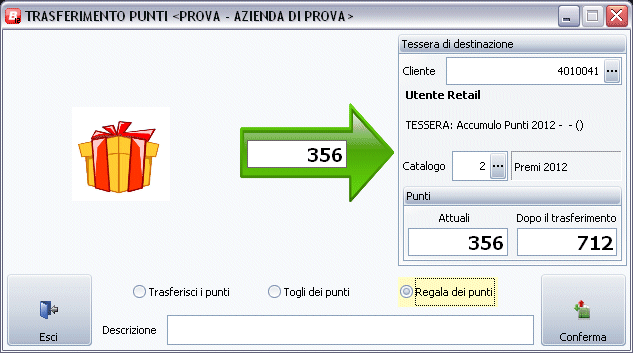 TRASFERIMENTO PUNTI <PROVA - AZIENDA DI PROVA>
Tessera di destinazione
Cliente 4010041 ...
Utente Retail
TESSERA: Accumulo Punti 2012 - - ()
356
Catalogo 2 ... Premi 2012
Punti
Attuali Dopo il trasferimento
356 712
Trasferisci i punti Togli dei punti Regala dei punti
Esci Descrizione Conferma